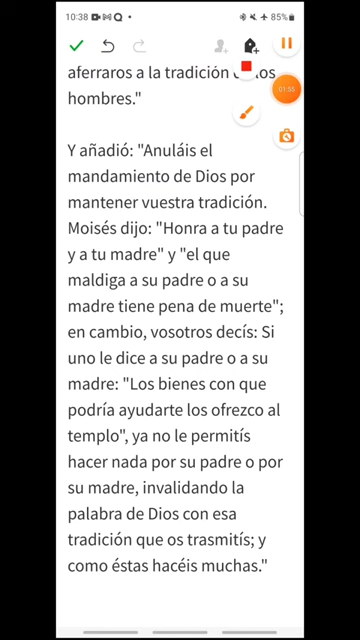 10:38
85%
aferraros a la tradición de los
hombres."
01:55
Y añadió: "Anuláis el
mandamiento de Dios por
mantener vuestra tradición.
Moisés dijo: "Honra a tu padre
y a tu madre" y "el que
maldiga a su padre o a su
madre tiene pena de muerte";
en cambio, vosotros decís: Si
uno le dice a su padre o a su
madre: "Los bienes con que
podría ayudarte los ofrezco al
templo", ya no le permitís
hacer nada por su padre o por
su madre, invalidando la
palabra de Dios con esa
tradición que os trasmitís; y
como éstas hacéis muchas."